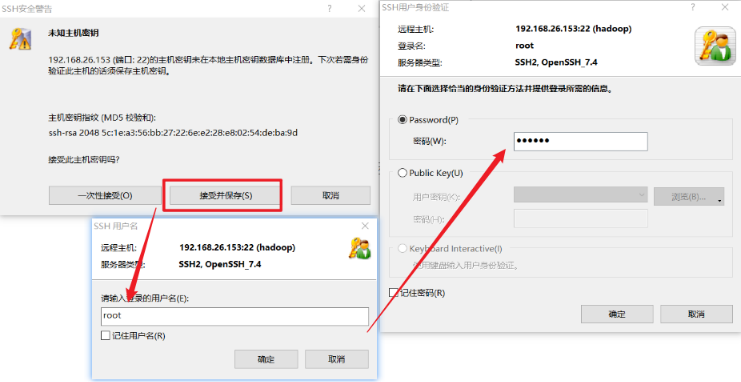 SSH安全警告
未知主机密钥
192.168.26.153 (端口: 22)的主机密钥未在本地主机密钥数据库中注册。下次如需身份
验证此主机的话须保存主机密钥。
主机密钥指纹 (MD5 校验和):
ssh-rsa 2048 5c:1e:a3:56:bb:27:22:6e:e2:28:e8:02:54:de:ba:9d
接受此主机密钥吗?
一次性接受(O)
接受并保存(S)
取消
SSH 用户名
远程主机:
192.168.26.153:22 (hadoop)
服务器类型:
SSH2, OpenSSH_7.4
请输入登录的用户名(E):
root
记住用户名(R)
确定
取消
SSH用户身份验证
远程主机:
192.168.26.153:22 (hadoop)
登录名:
root
服务器类型:
SSH2, OpenSSH_7.4
请在下面选择恰当的身份验证方法并提供登录所需的信息。
Password(P)
密码(W):
Public Key(U)
用户密钥(K):
浏览(B)...
密码(H):
Keyboard Interactive(I)
使用键盘输入用户身份验证。
记住密码(R)
确定
取消